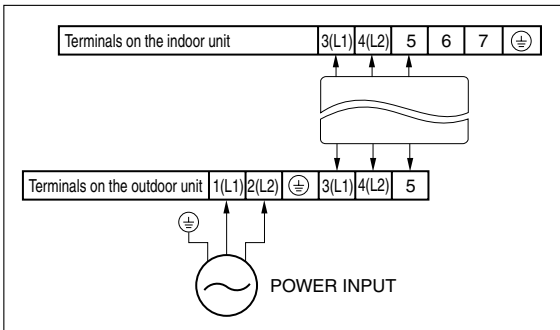 Terminals on the indoor unit 3(L1) 4(L2) 5 6 7
Terminals on the outdoor unit 1(L1) 2(L2) 3(L1) 4(L2) 5
POWER INPUT